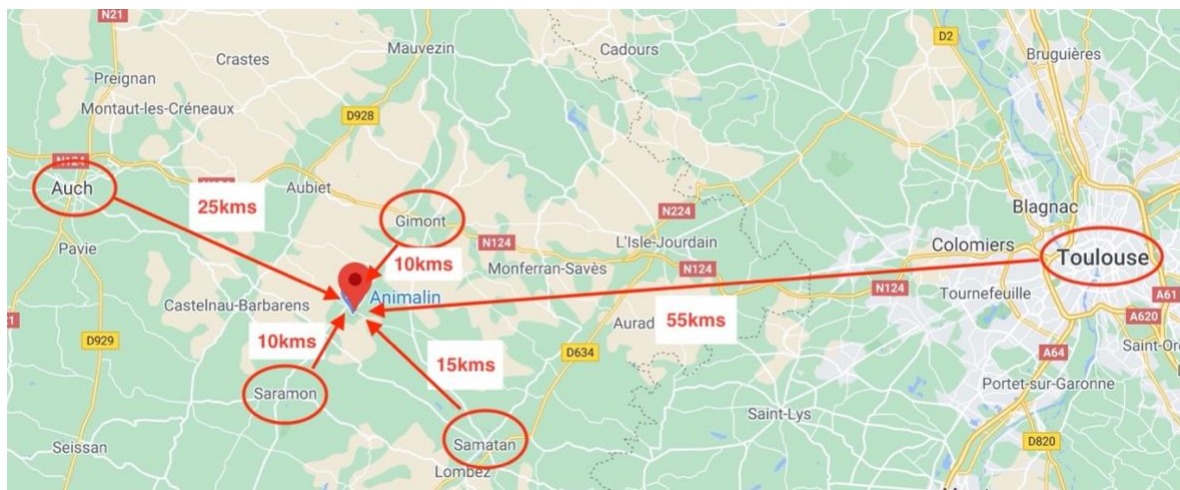 N21
D2
Mauvezin
Cadours
Bruguières
Crastes
Preignan
Montaut-les-Créneaux
D928
N124
Auch
Aubiet
25kms
Gimont
N224
Blagnac
Pavie
N124
L'Isle-Jourdain
Colomiers
Toulouse
10kms
Monferran-Savès
N124
N124
Tournefeuille
A61
Castelnau-Barbarens
Animalin
55kms
A620
D929
10kms
15kms
D634
A64
Saramon
Portet-sur-Garonne
Saint-Lys
Samatan
D820
Seissan
Lombez